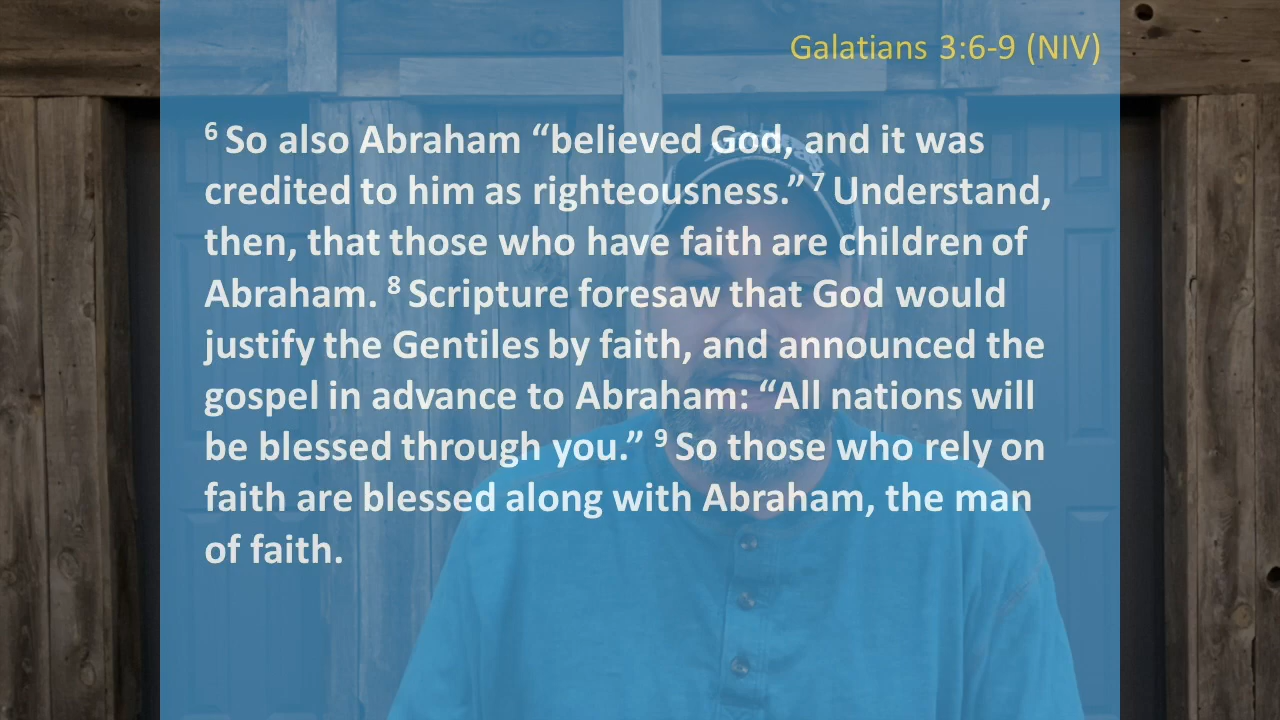 Galatians 3:6-9 (NIV)
6 So also Abraham “believed God, and it was
credited to him as righteousness.” 7 Understand,
then, that those who have faith are children of
Abraham. 8 Scripture foresaw that God would
justify the Gentiles by faith, and announced the
gospel in advance to Abraham: “All nations will
be blessed through you.” 9 So those who rely on
faith are blessed along with Abraham, the man
of faith.